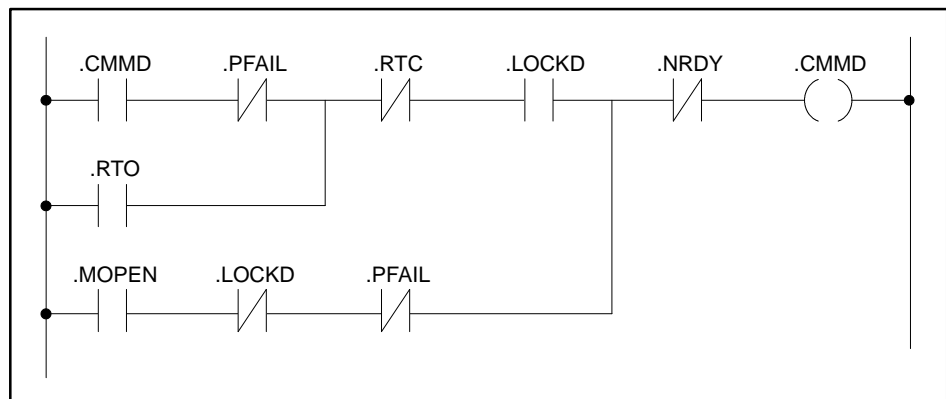 .CMMD .PFAIL .RTC .LOCKD .NRDY .CMMD
.RTO
.MOPEN .LOCKD .PFAIL